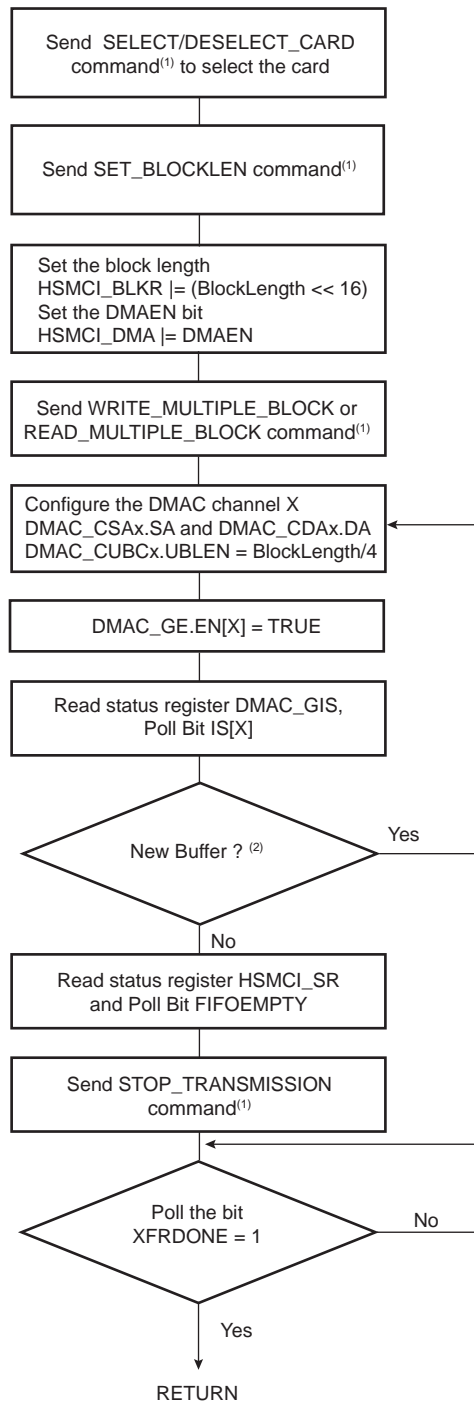 Send SELECT/DESELECT_CARD
command(1) to select the card
Send SET_BLOCKLEN command(1)
Set the block length
HSMCI_BLKR |= (BlockLength << 16)
Set the DMAEN bit
HSMCI_DMA |= DMAEN
Send WRITE_MULTIPLE_BLOCK or
READ_MULTIPLE_BLOCK command(1)
Configure the DMAC channel X
DMAC_CSAx.SA and DMAC_CDAx.DA
DMAC_CUBCx.UBLEN = BlockLength/4
DMAC_GE.EN[X] = TRUE
Read status register DMAC_GIS,
Poll Bit IS[X]
New Buffer ? (2)
Yes
No
Read status register HSMCI_SR
and Poll Bit FIFOEMPTY
Send STOP_TRANSMISSION
command(1)
Poll the bit
XFRDONE = 1
No
Yes
RETURN